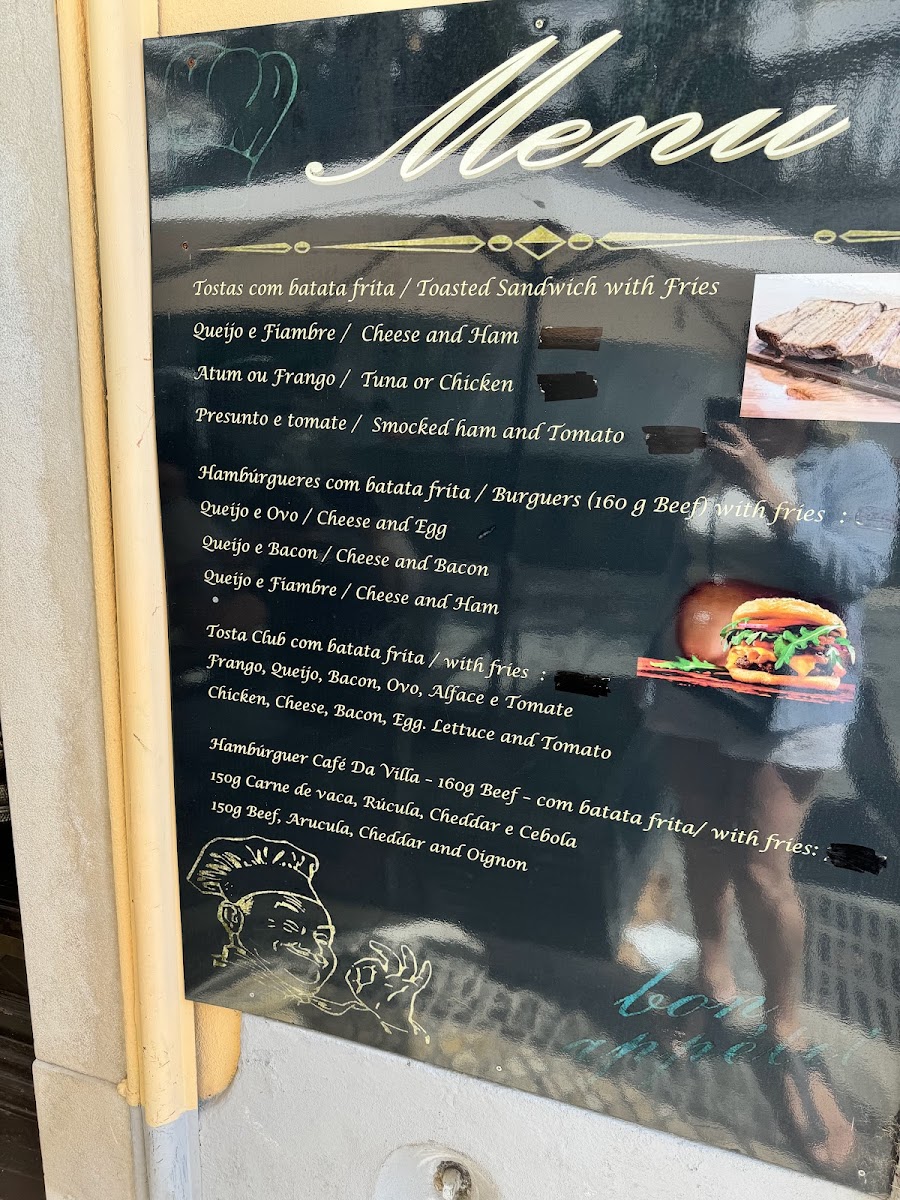 Menu
Tostas com batata frita / Toasted Sandwich with Fries
Queijo e Fiambre / Cheese and Ham
Atum ou Frango / Tuna or Chicken
Presunto e tomate / Smocked ham and Tomato
Hambúrgueres com batata frita / Burguers (160 g Beef) with fries :
Queijo e Ovo / Cheese and Egg
Queijo e Bacon / Cheese and Bacon
Queijo e Fiambre / Cheese and Ham
Tosta Club com batata frita / with fries :
Frango, Queijo, Bacon, Ovo, Alface e Tomate
Chicken, Cheese, Bacon, Egg. Lettuce and Tomato
Hambúrguer Café Da Villa - 160g Beef - com batata frita/ with fries:
150g Carne de vaca, Rúcula, Cheddar e Cebola
150g Beef, Arucula, Cheddar and Oignon
bon
appétit